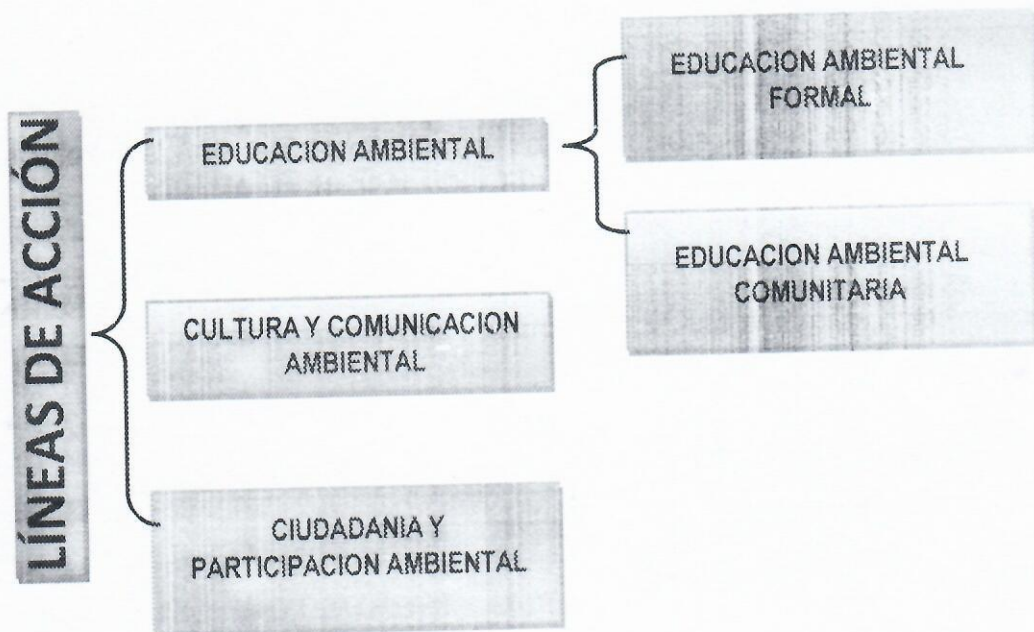 LÍNEAS DE ACCIÓN
EDUCACION AMBIENTAL
CULTURA Y COMUNICACION
AMBIENTAL
CIUDADANIA Y
PARTICIPACION AMBIENTAL
EDUCACION AMBIENTAL
FORMAL
EDUCACION AMBIENTAL
COMUNITARIA